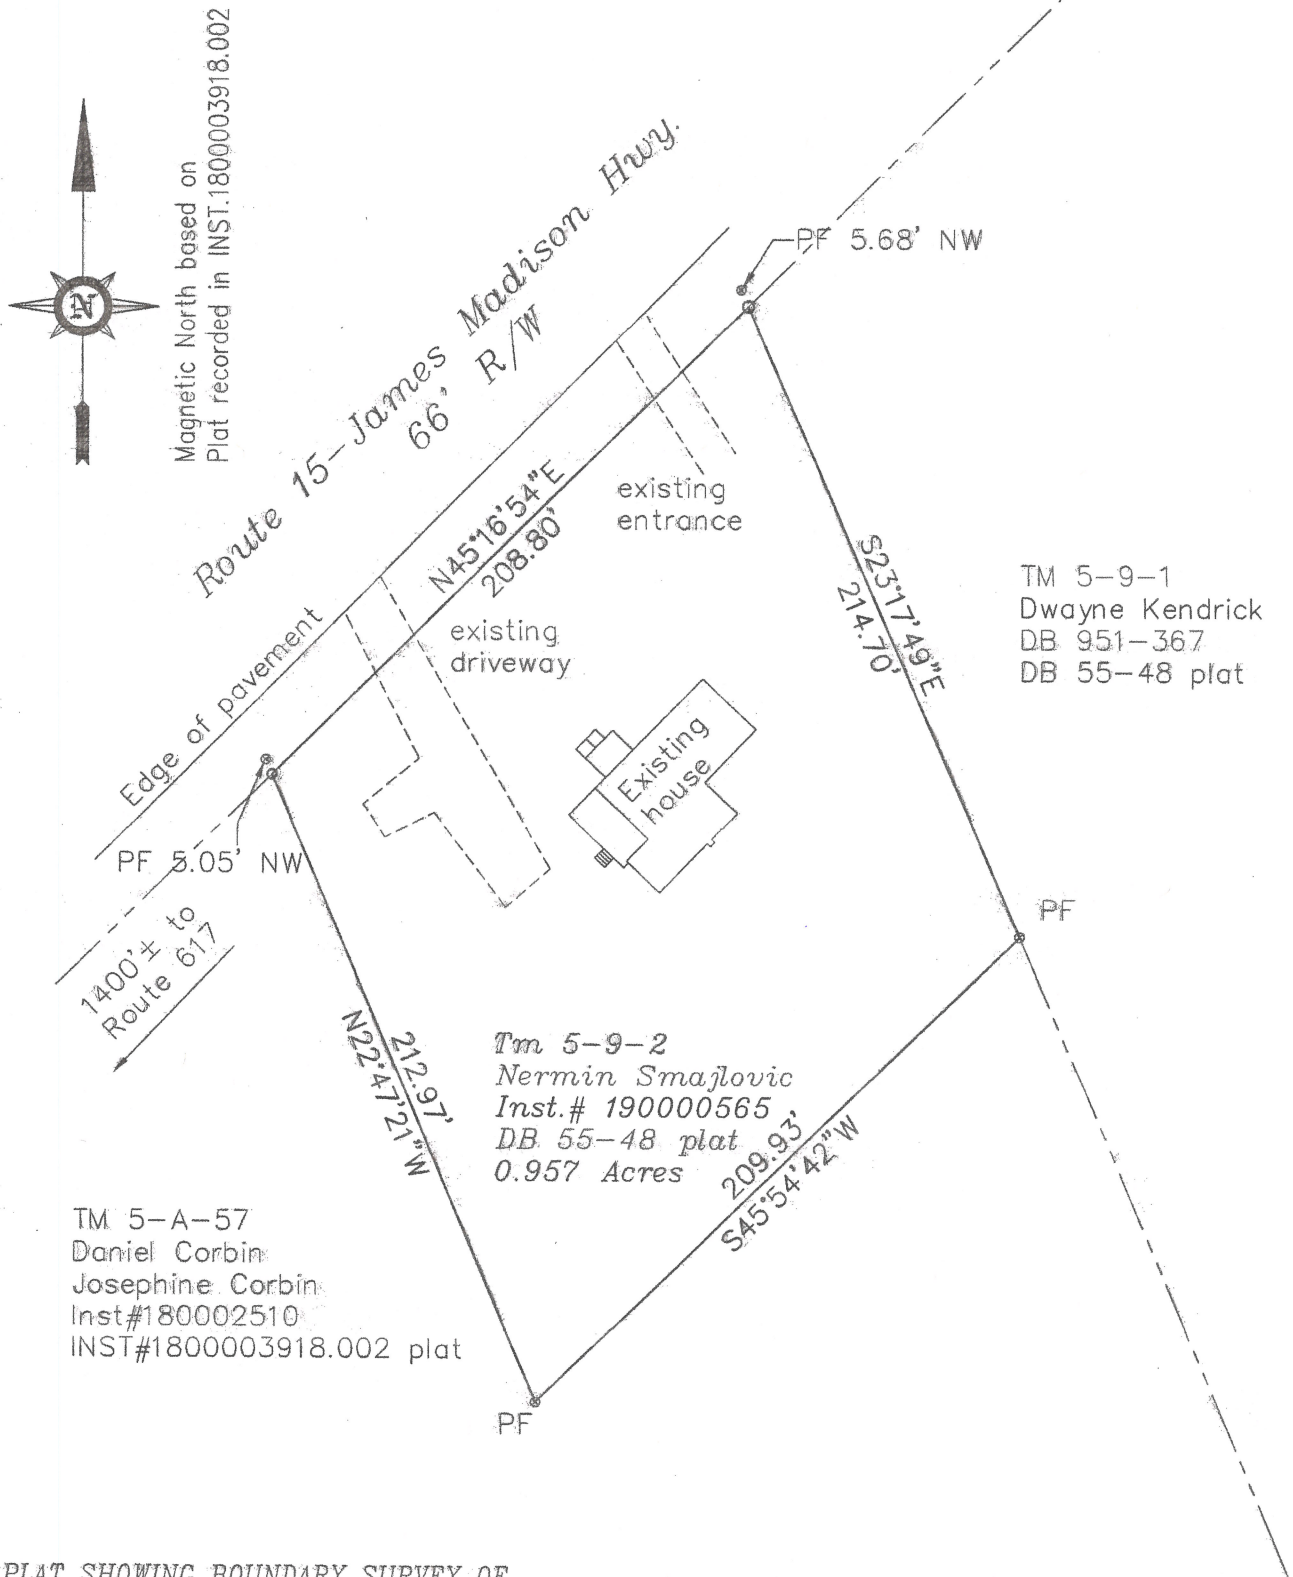 Magnetic North based on
Plat recorded in INST.1800003918.002
N
Route 15-James Madison Hwy.
66' R/W
PF 5.68' NW
N45°16'54"E
208.80'
existing
entrance
S23°17'49"E
214.70'
TM 5-9-1
Dwayne Kendrick
DB 951-367
DB 55-48 plat
existing
driveway
Edge of pavement
Existing
house
PF 5.05' NW
PF
1400'± to
Route 617
212.97'
N22°47'21"W
Tm 5-9-2
Nermin Smajlovic
Inst.# 190000565
DB 55-48 plat
0.957 Acres
209.93'
S45°54'42"W
TM 5-A-57
Daniel Corbin
Josephine Corbin
Inst#180002510
INST#1800003918.002 plat
PF
PLAT SHOWING BOUNDARY SURVEY OF